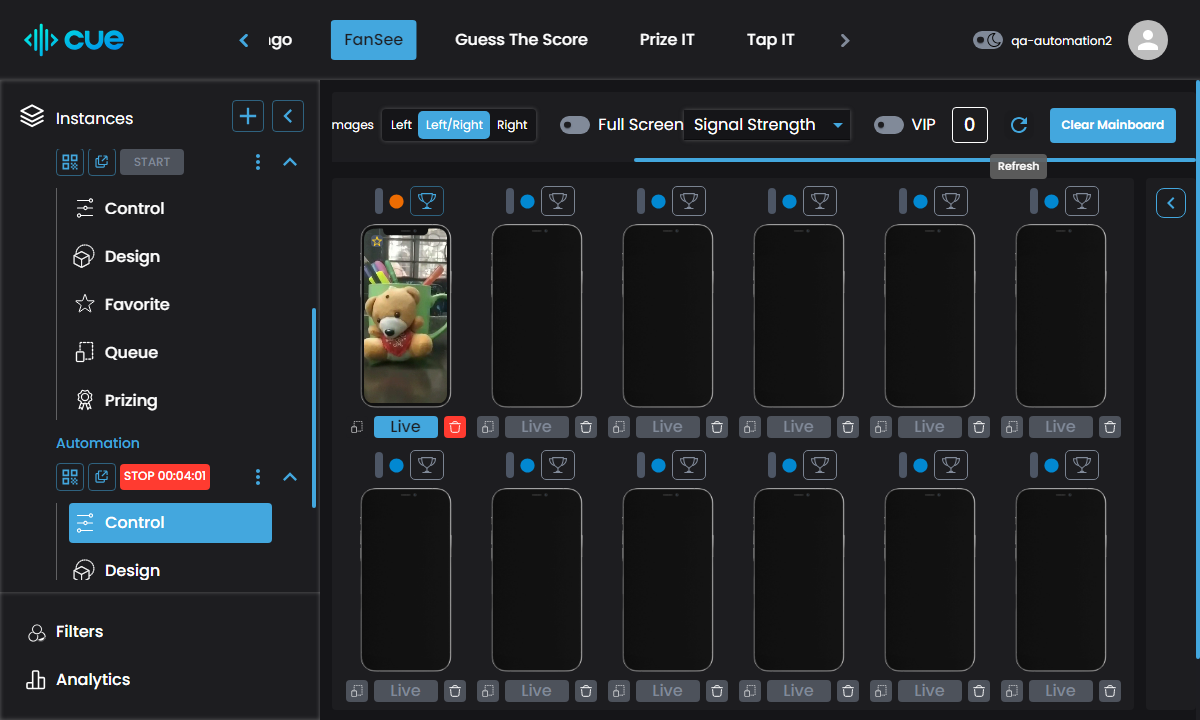 cue
ngo
FanSee
Guess The Score
Prize IT
Tap IT
qa-automation2
Instances
START
Control
Design
Favorite
Queue
Prizing
Automation
STOP 00:04:01
Control
Design
Filters
Analytics
mages
Left
Left/Right
Right
Full Screen
Signal Strength
VIP
0
Clear Mainboard
Refresh
Live
Live
Live
Live
Live
Live
Live
Live
Live
Live
Live
Live